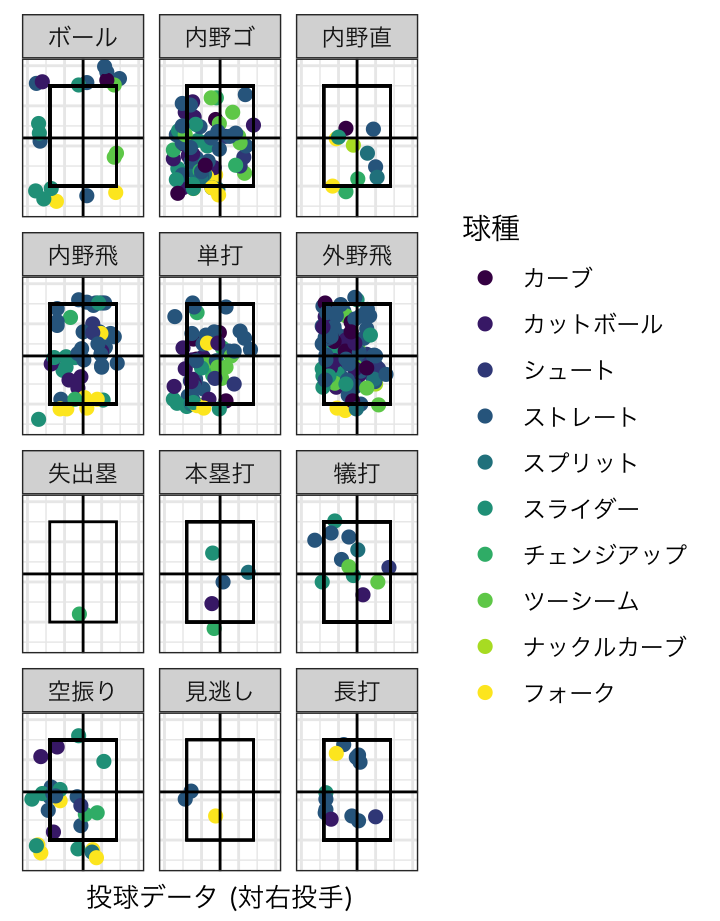 ボール 内野ゴ 内野直
内野飛 単打 外野飛
失出塁 本塁打 犠打
空振り 見逃し 長打
投球データ (対右投手)
球種
カーブ
カットボール
シュート
ストレート
スプリット
スライダー
チェンジアップ
ツーシーム
ナックルカーブ
フォーク